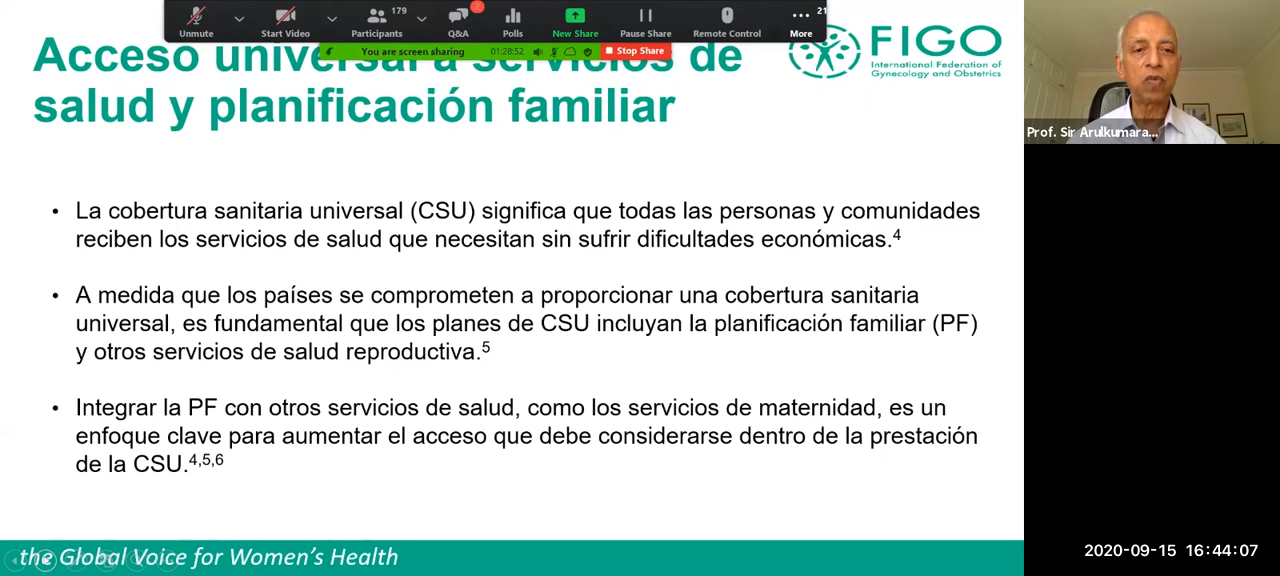 Unmute
Start Video
179
Participants
2
Q&A
Polls
New Share
Pause Share
Remote Control
21
More
You are screen sharing
01:28:52
Stop Share
Acceso universal a servicios de
salud y planificación familiar
FIGO
International Federation of
Gynecology and Obstetrics
Prof. Sir Arulkumara...
• La cobertura sanitaria universal (CSU) significa que todas las personas y comunidades
reciben los servicios de salud que necesitan sin sufrir dificultades económicas.4
• A medida que los países se comprometen a proporcionar una cobertura sanitaria
universal, es fundamental que los planes de CSU incluyan la planificación familiar (PF)
y otros servicios de salud reproductiva.5
• Integrar la PF con otros servicios de salud, como los servicios de maternidad, es un
enfoque clave para aumentar el acceso que debe considerarse dentro de la prestación
de la CSU.4,5,6
the Global Voice for Women's Health
2020-09-15 16:44:07